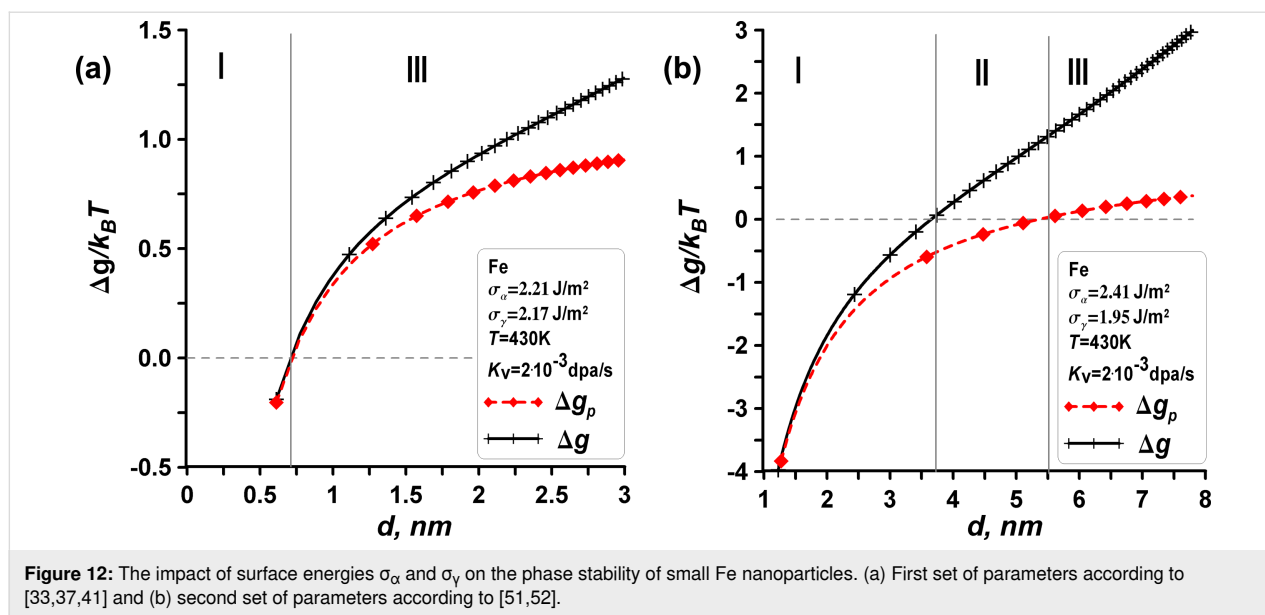 (a)
I
III
Δg/k_BT
1.5
1.0
0.5
0.0
-0.5
0 0.5 1 1.5 2 2.5 3
d, nm
Fe
σ_α=2.21 J/m²
σ_γ=2.17 J/m²
T=430K
K_V=2·10⁻³dpa/s
Δg_p
Δg
(b)
I
II
III
Δg/k_BT
3
2
1
0
-1
-2
-3
-4
1 2 3 4 5 6 7 8
d, nm
Fe
σ_α=2.41 J/m²
σ_γ=1.95 J/m²
T=430K
K_V=2·10⁻³dpa/s
Δg_p
Δg
Figure 12: The impact of surface energies σ_α and σ_γ on the phase stability of small Fe nanoparticles. (a) First set of parameters according to
[33,37,41] and (b) second set of parameters according to [51,52].